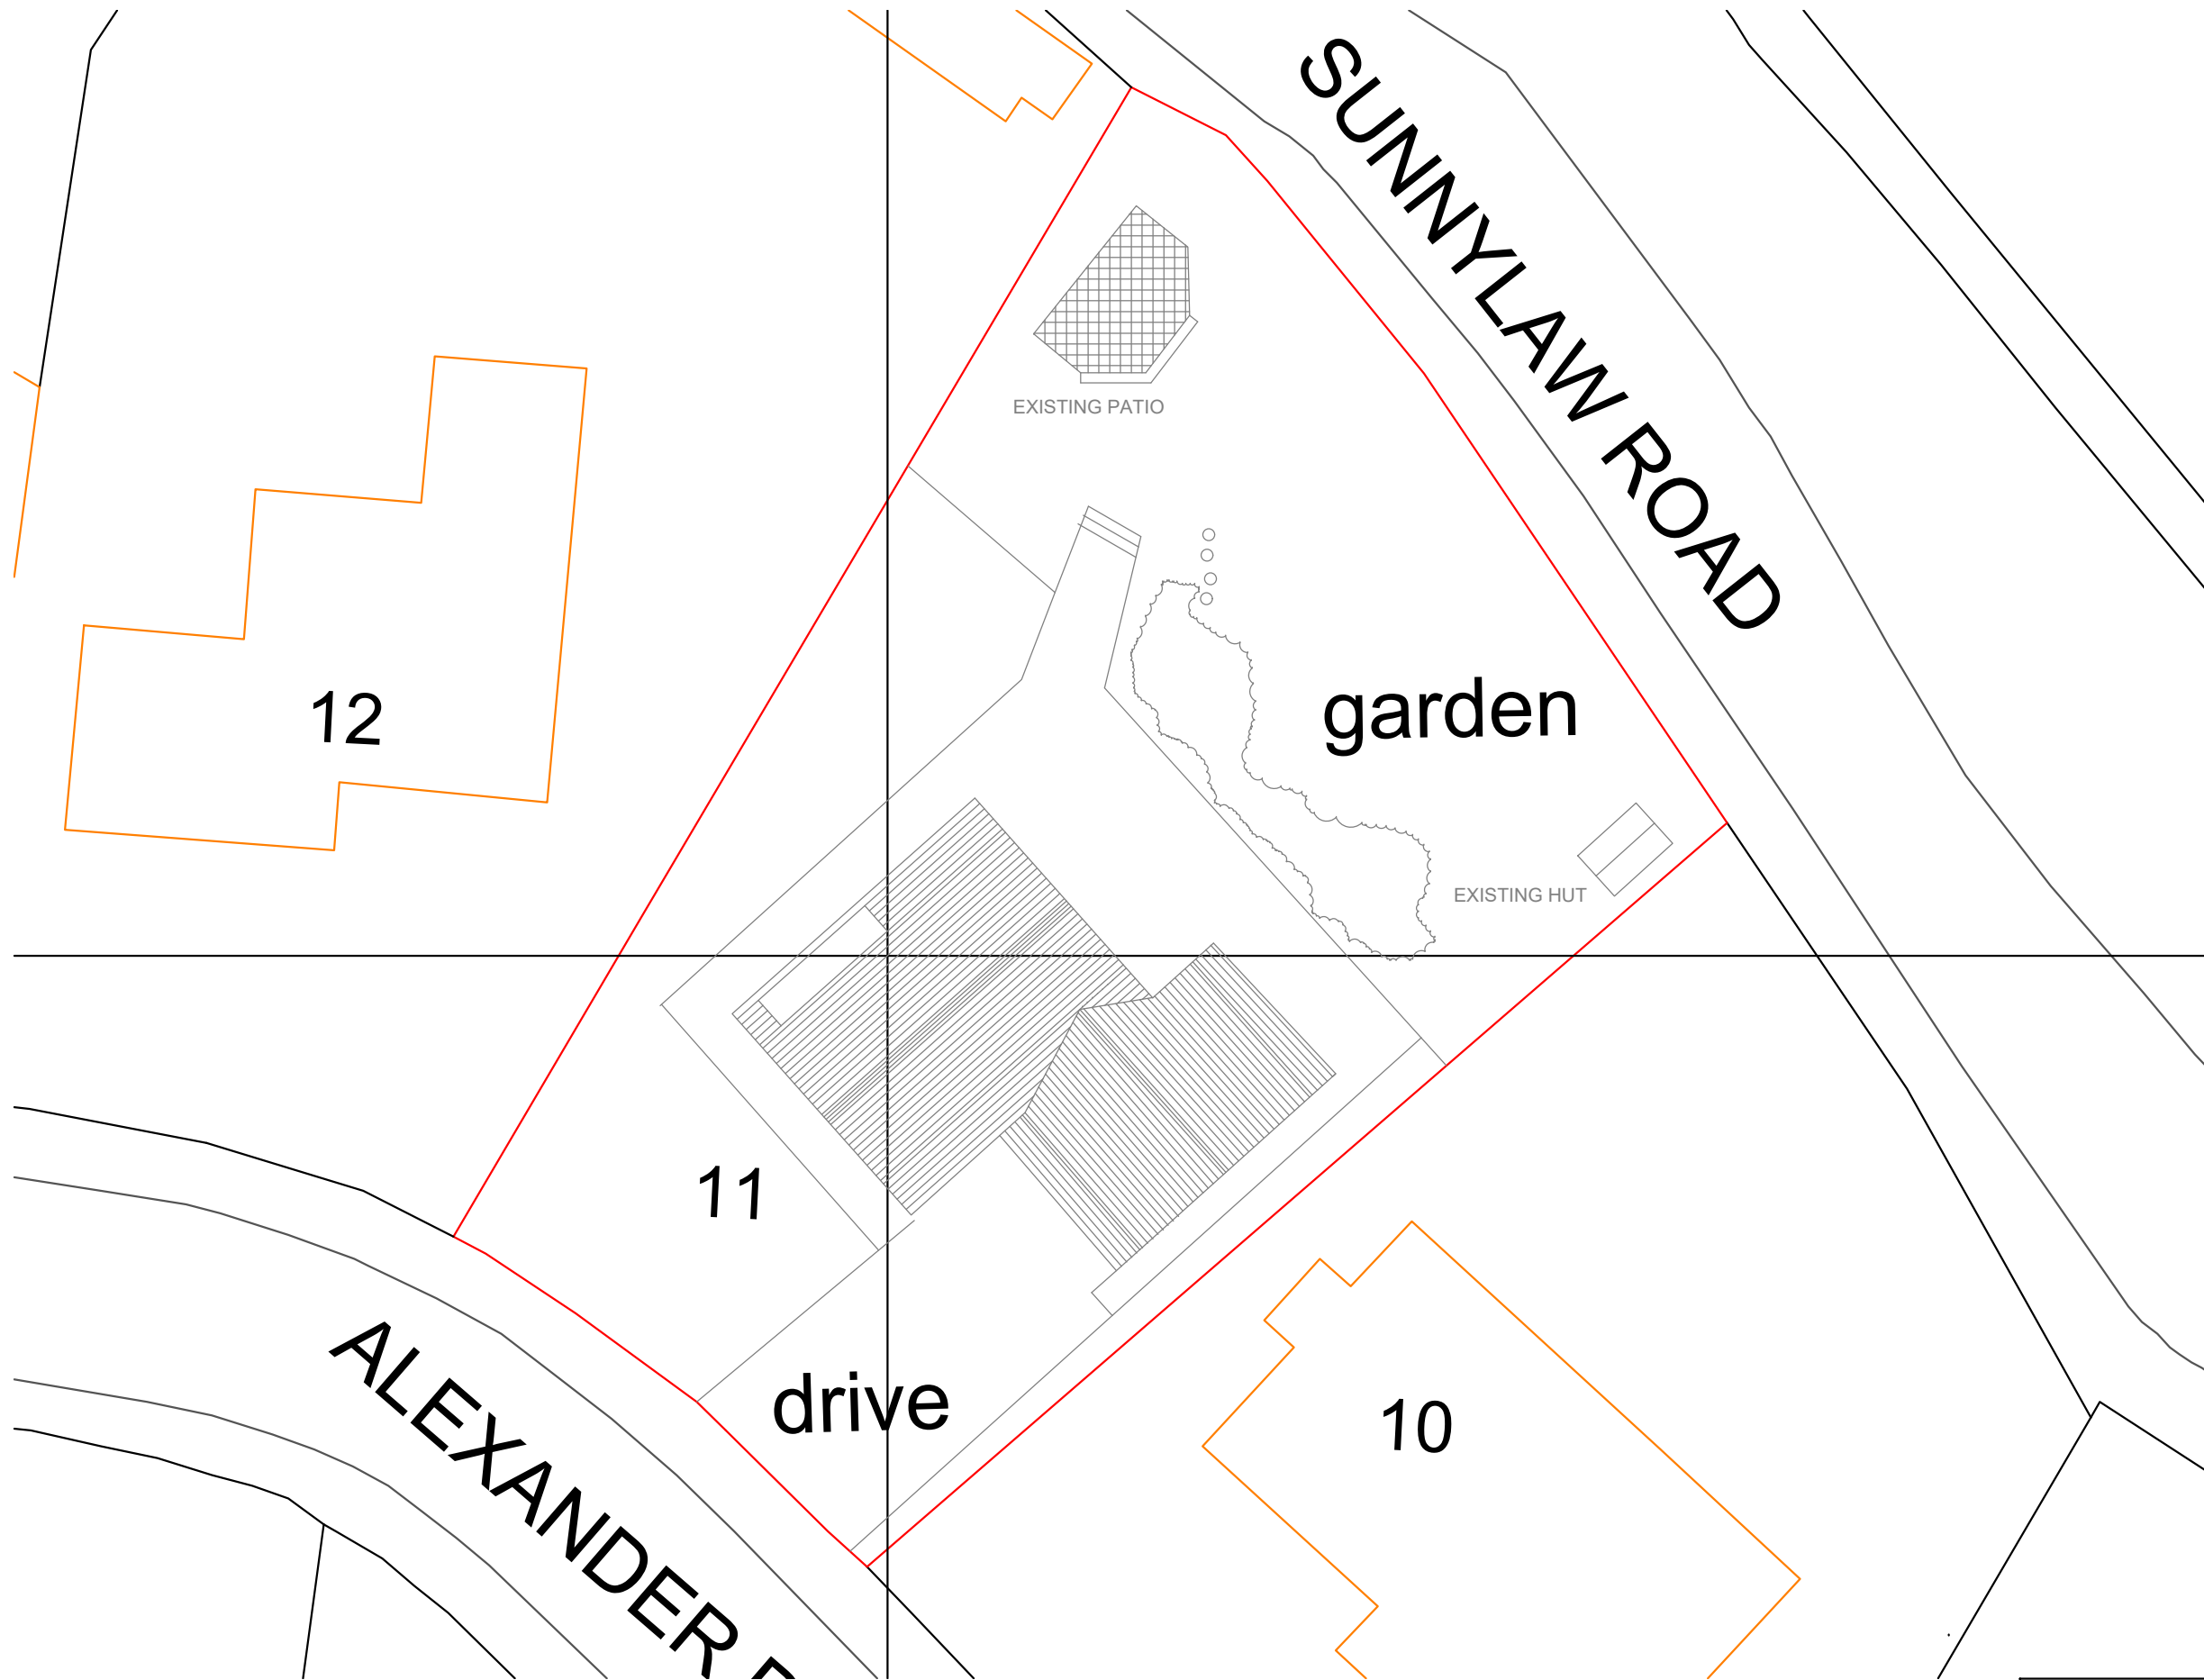 SUNNYLAW ROAD
EXISTING PATIO
garden
12
EXISTING HUT
11
drive
10
ALEXANDER